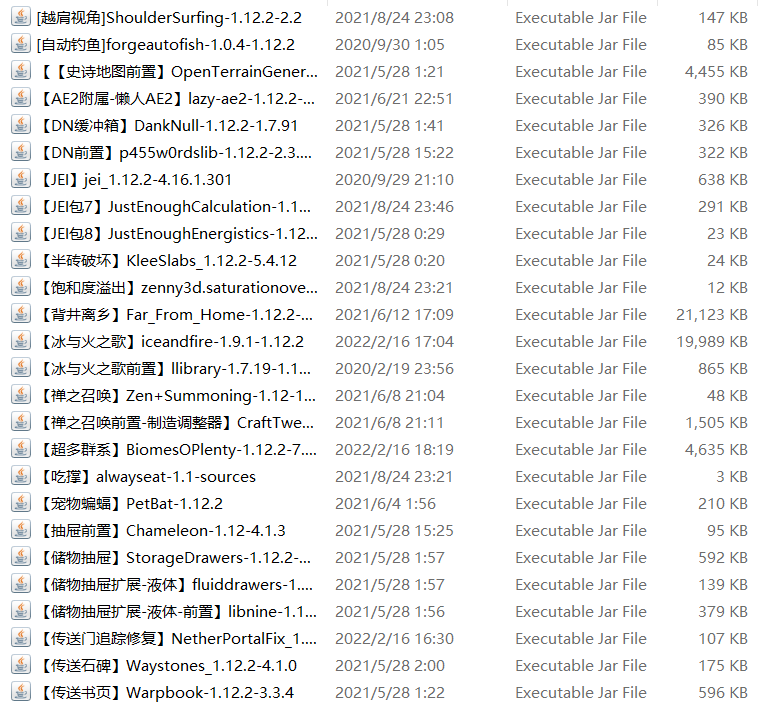 [越肩视角]ShoulderSurfing-1.12.2-2.2 2021/8/24 23:08 Executable Jar File 147 KB
[自动钓鱼]forgeautofish-1.0.4-1.12.2 2020/9/30 1:05 Executable Jar File 85 KB
【【史诗地图前置】OpenTerrainGener... 2021/5/28 1:21 Executable Jar File 4,455 KB
【AE2附属-懒人AE2】lazy-ae2-1.12.2-... 2021/6/21 22:51 Executable Jar File 390 KB
【DN缓冲箱】DankNull-1.12.2-1.7.91 2021/5/28 1:41 Executable Jar File 326 KB
【DN前置】p455w0rdslib-1.12.2-2.3.... 2021/5/28 15:22 Executable Jar File 322 KB
【JEI】jei_1.12.2-4.16.1.301 2020/9/29 21:10 Executable Jar File 638 KB
【JEI包7】JustEnoughCalculation-1.1... 2021/8/24 23:46 Executable Jar File 291 KB
【JEI包8】JustEnoughEnergistics-1.12... 2021/5/28 0:29 Executable Jar File 23 KB
【半砖破坏】KleeSlabs_1.12.2-5.4.12 2021/5/28 0:20 Executable Jar File 24 KB
【饱和度溢出】zenny3d.saturationove... 2021/8/24 23:21 Executable Jar File 12 KB
【背井离乡】Far_From_Home-1.12.2-... 2021/6/12 17:09 Executable Jar File 21,123 KB
【冰与火之歌】iceandfire-1.9.1-1.12.2 2022/2/16 17:04 Executable Jar File 19,989 KB
【冰与火之歌前置】llibrary-1.7.19-1.1... 2020/2/19 23:56 Executable Jar File 865 KB
【禅之召唤】Zen+Summoning-1.12-1... 2021/6/8 21:04 Executable Jar File 48 KB
【禅之召唤前置-制造调整器】CraftTwe... 2021/6/8 21:11 Executable Jar File 1,505 KB
【超多群系】BiomesOPlenty-1.12.2-7.... 2022/2/16 18:19 Executable Jar File 4,635 KB
【吃撑】alwayseat-1.1-sources 2021/8/24 23:21 Executable Jar File 3 KB
【宠物蝙蝠】PetBat-1.12.2 2021/6/4 1:56 Executable Jar File 210 KB
【抽屉前置】Chameleon-1.12-4.1.3 2021/5/28 15:25 Executable Jar File 95 KB
【储物抽屉】StorageDrawers-1.12.2-... 2021/5/28 1:57 Executable Jar File 592 KB
【储物抽屉扩展-液体】fluiddrawers-1.... 2021/5/28 1:57 Executable Jar File 139 KB
【储物抽屉扩展-液体-前置】libnine-1.1... 2021/5/28 1:56 Executable Jar File 379 KB
【传送门追踪修复】NetherPortalFix_1.... 2022/2/16 16:30 Executable Jar File 107 KB
【传送石碑】Waystones_1.12.2-4.1.0 2021/5/28 2:00 Executable Jar File 175 KB
【传送书页】Warpbook-1.12.2-3.3.4 2021/5/28 1:22 Executable Jar File 596 KB